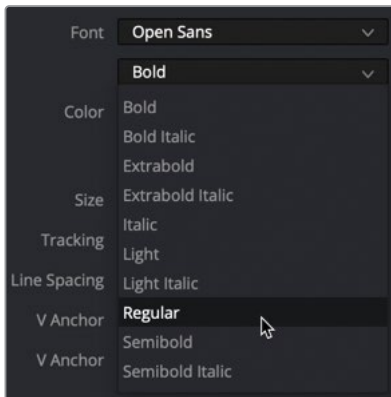 Font Open Sans
Bold
Color Bold
Bold Italic
Extrabold
Size Extrabold Italic
Italic
Tracking
Light
Line Spacing Light Italic
V Anchor Regular
Semibold
V Anchor
Semibold Italic